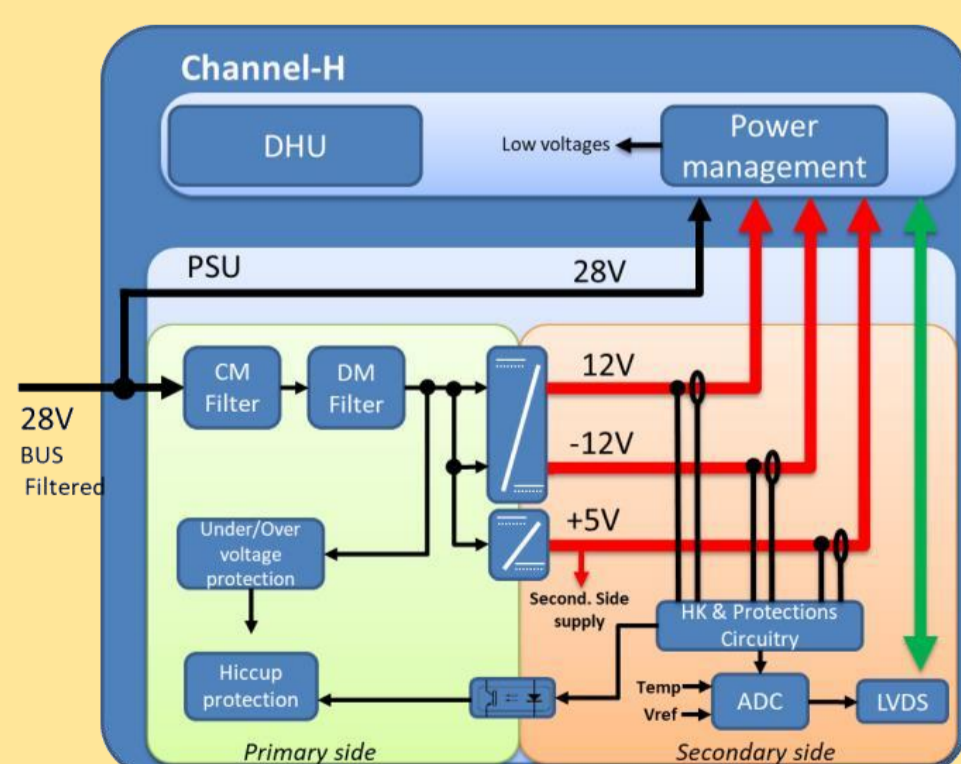 Channel-H
DHU
Low voltages
Power
management
PSU
28V
28V
BUS
Filtered
CM
Filter
DM
Filter
12V
-12V
+5V
Under/Over
voltage
protection
Second. Side
supply
HK & Protections
Circuitry
Hiccup
protection
Temp
Vref
ADC
LVDS
Primary side
Secondary side